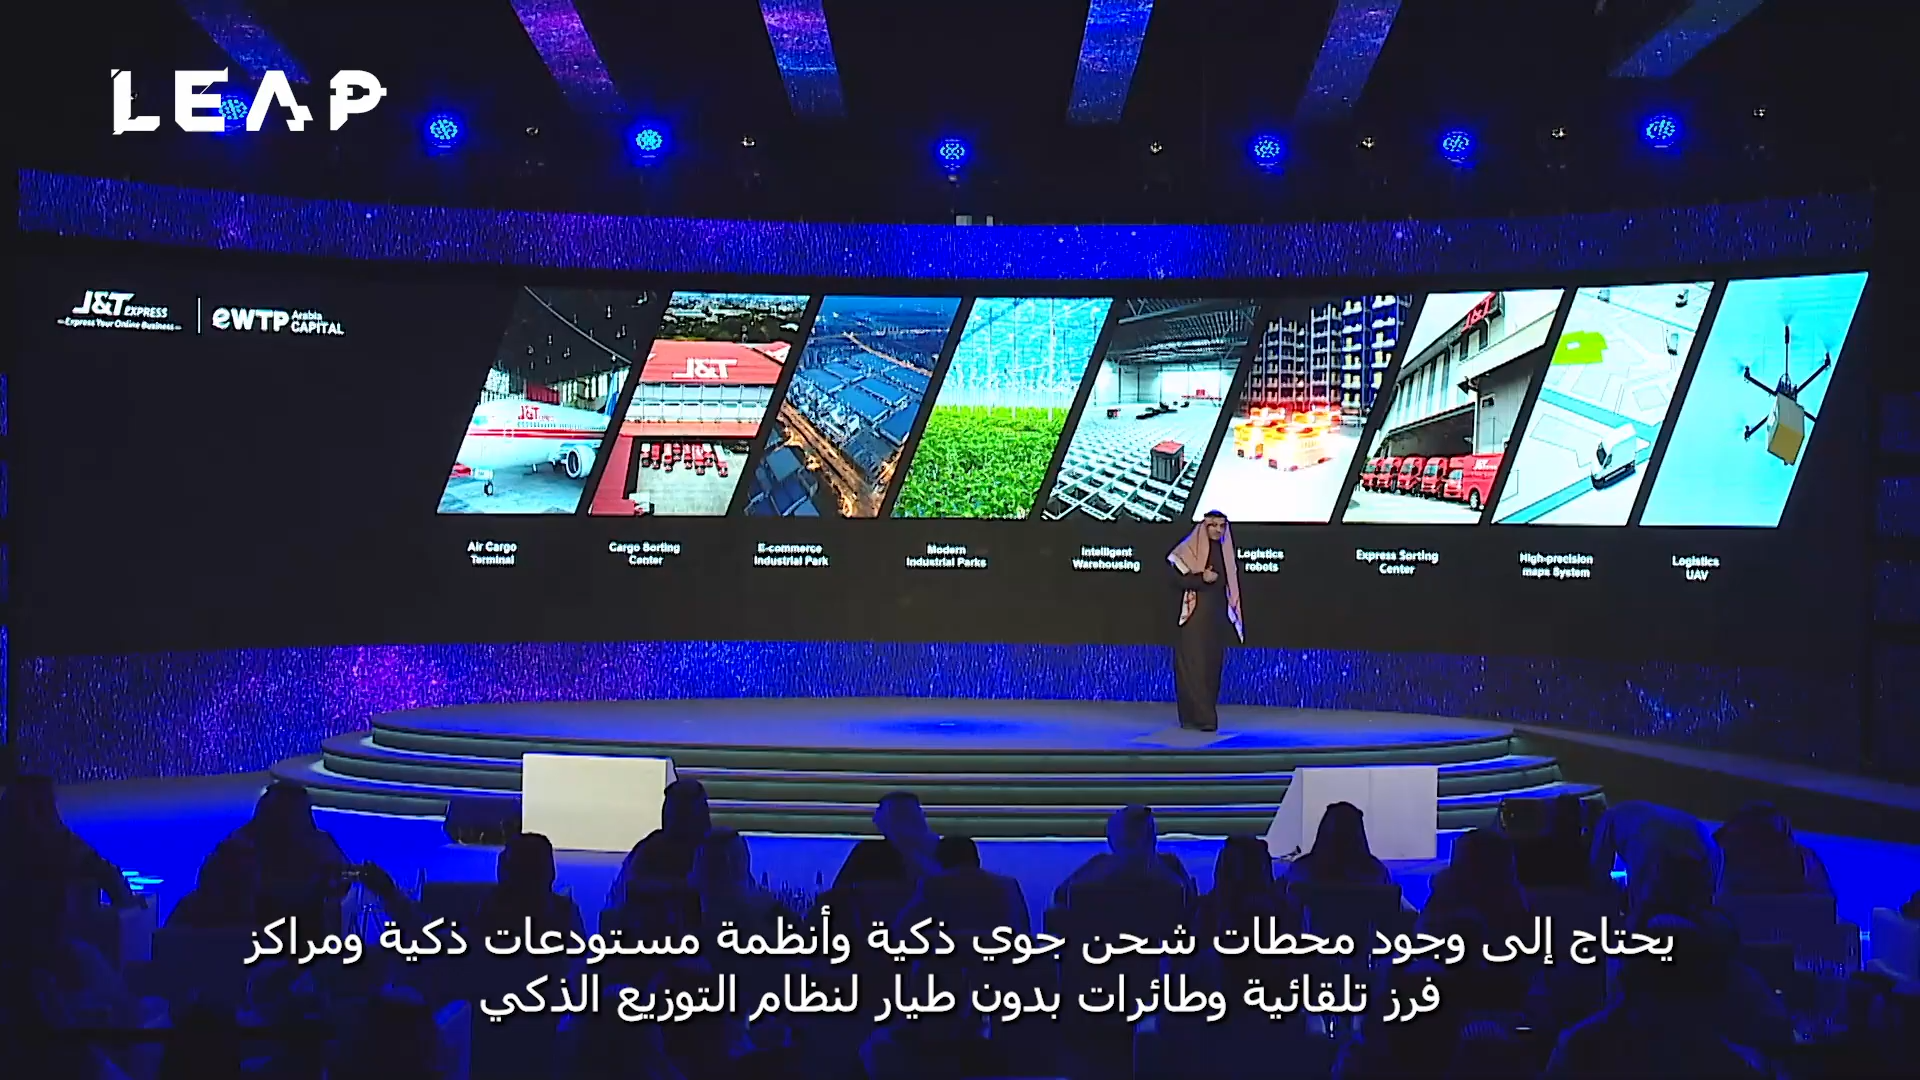 LEAP
J&T EXPRESS
Express Your Online Business
eWTP Arabia CAPITAL
J&T
J&T
J&T
Air Cargo
Terminal
Cargo Sorting
Center
E-commerce
Industrial Park
Modern
Industrial Parks
Intelligent
Warehousing
Logistics
robots
Express Sorting
Center
High-precision
maps System
Logistics
UAV
يحتاج إلى وجود محطات شحن جوي ذكية وأنظمة مستودعات ذكية ومراكز
فرز تلقائية وطائرات بدون طيار لنظام التوزيع الذكي